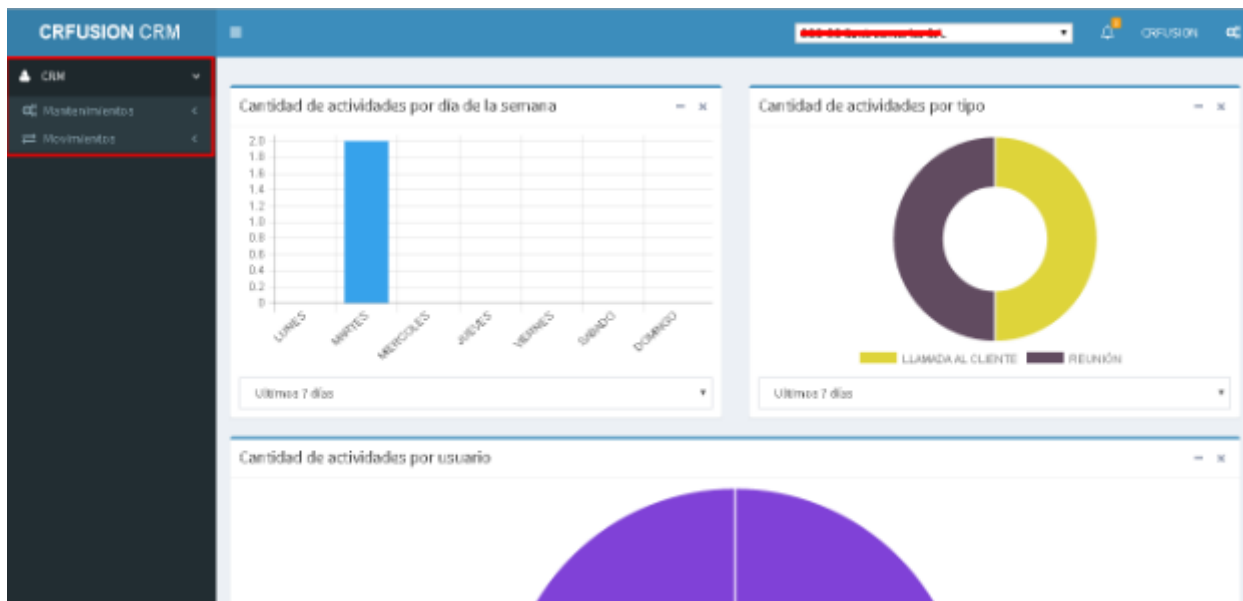 CRFUSION CRM
CRFUSION
CRM
Mantenimientos
Movimientos
Cantidad de actividades por día de la semana
2.0
1.8
1.6
1.4
1.2
1.0
0.8
0.6
0.4
0.2
0
LUNES
MARTES
MIERCOLES
JUEVES
VIERNES
SABADO
DOMINGO
Ultimos 7 días
Cantidad de actividades por tipo
LLAMADA AL CLIENTE
REUNIÓN
Ultimos 7 días
Cantidad de actividades por usuario